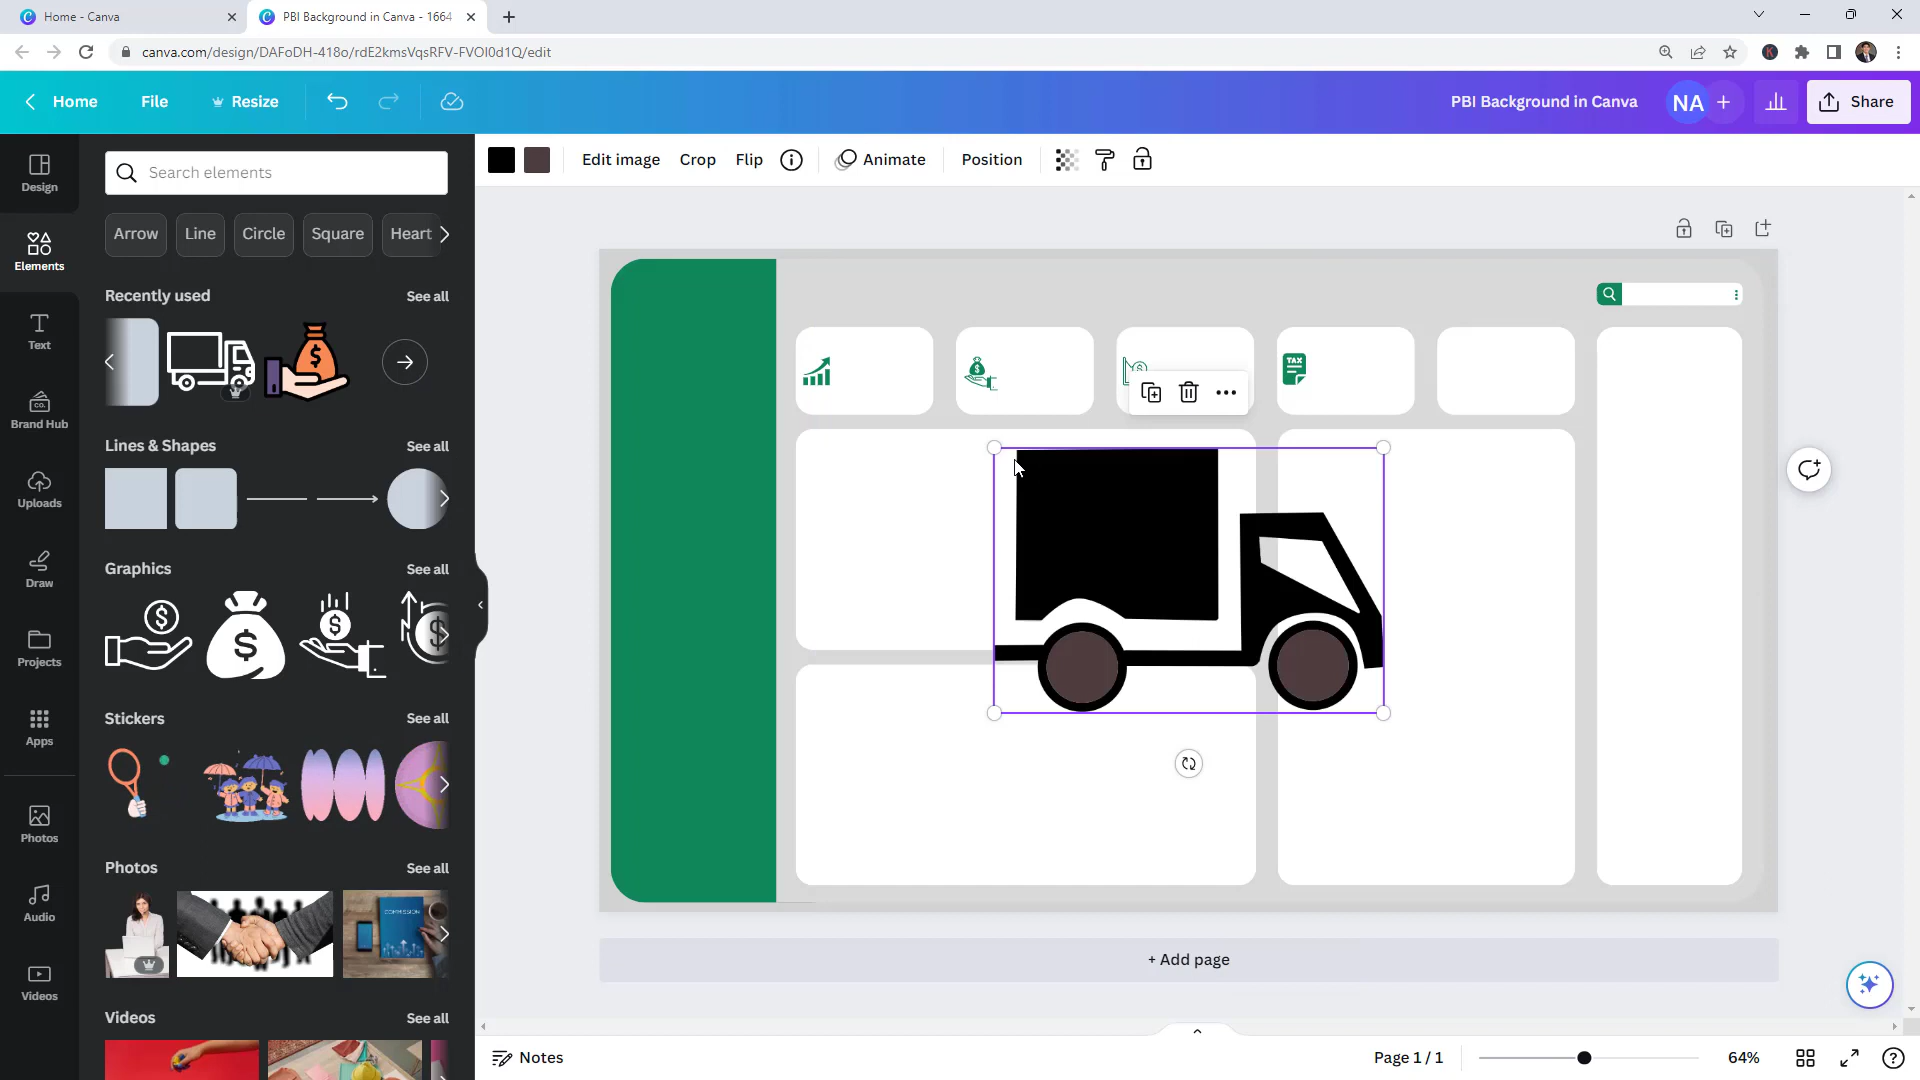 Home - Canva
PBI Background in Canva - 1664
canva.com/design/DAFoDH-418o/rdE2kmsVqsRFV-FVOI0d1Q/edit
Home
File
Resize
PBI Background in Canva
NA
Share
Design
Elements
Text
Brand Hub
Uploads
Draw
Projects
Apps
Photos
Audio
Videos
Search elements
Arrow
Line
Circle
Square
Heart
Recently used
See all
Lines & Shapes
See all
Graphics
See all
Stickers
See all
Photos
See all
COMMISSION
Videos
See all
Edit image
Crop
Flip
Animate
Position
TAX
+ Add page
Notes
Page 1 / 1
64%